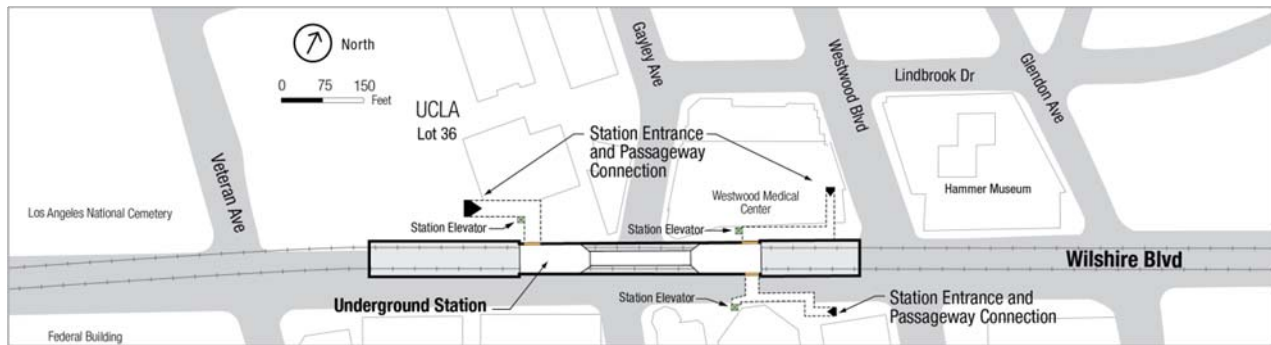 North
0 75 150
Feet
UCLA
Lot 36
Gayley Ave
Westwood Blvd
Lindbrook Dr
Glendon Ave
Veteran Ave
Station Entrance
and Passageway
Connection
Los Angeles National Cemetery
Westwood Medical
Center
Hammer Museum
Station Elevator
Station Elevator
Wilshire Blvd
Underground Station
Station Elevator
Station Entrance and
Passageway Connection
Federal Building